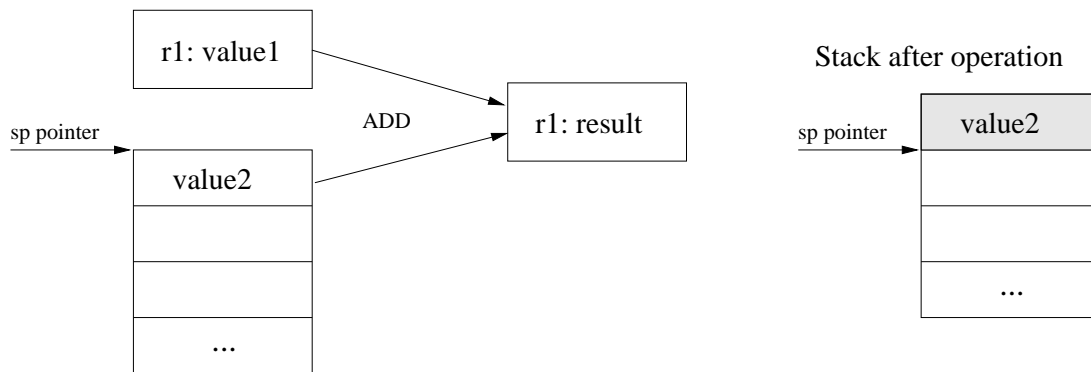 r1: value1
Stack after operation
ADD
r1: result
sp pointer
value2
sp pointer
value2
...
...